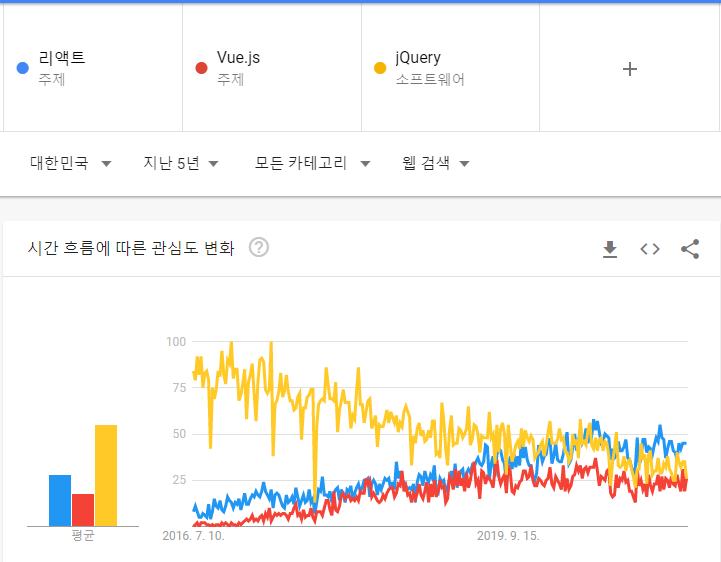 리액트
주제
Vue.js
주제
jQuery
소프트웨어
+
대한민국
지난 5년
모든 카테고리
웹 검색
시간 흐름에 따른 관심도 변화
?
100
75
50
25
평균
2016. 7. 10.
2019. 9. 15.